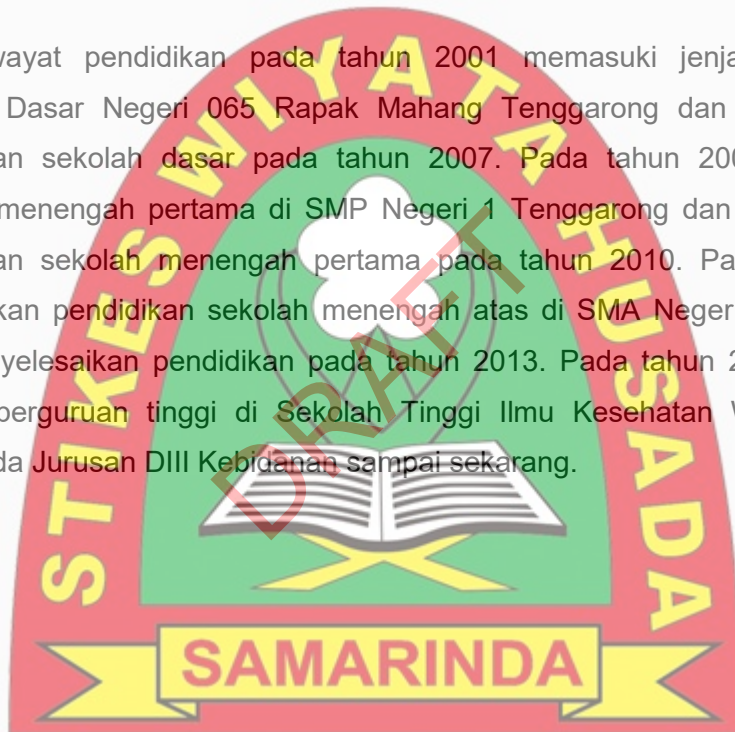 wayat pendidikan pada tahun 2001 memasuki jenja
Dasar Negeri 065 Rapak Mahang Tenggarong dan
an sekolah dasar pada tahun 2007. Pada tahun 200
menengah pertama di SMP Negeri 1 Tenggarong dan
an sekolah menengah pertama pada tahun 2010. Pa
kan pendidikan sekolah menengah atas di SMA Neger
yelesaikan pendidikan pada tahun 2013. Pada tahun 2
perguruan tinggi di Sekolah Tinggi Ilmu Kesehatan W
da Jurusan DIII Kebidanan sampai sekarang.
STIKES WIYATA HUSADA
DRAFT
SAMARINDA